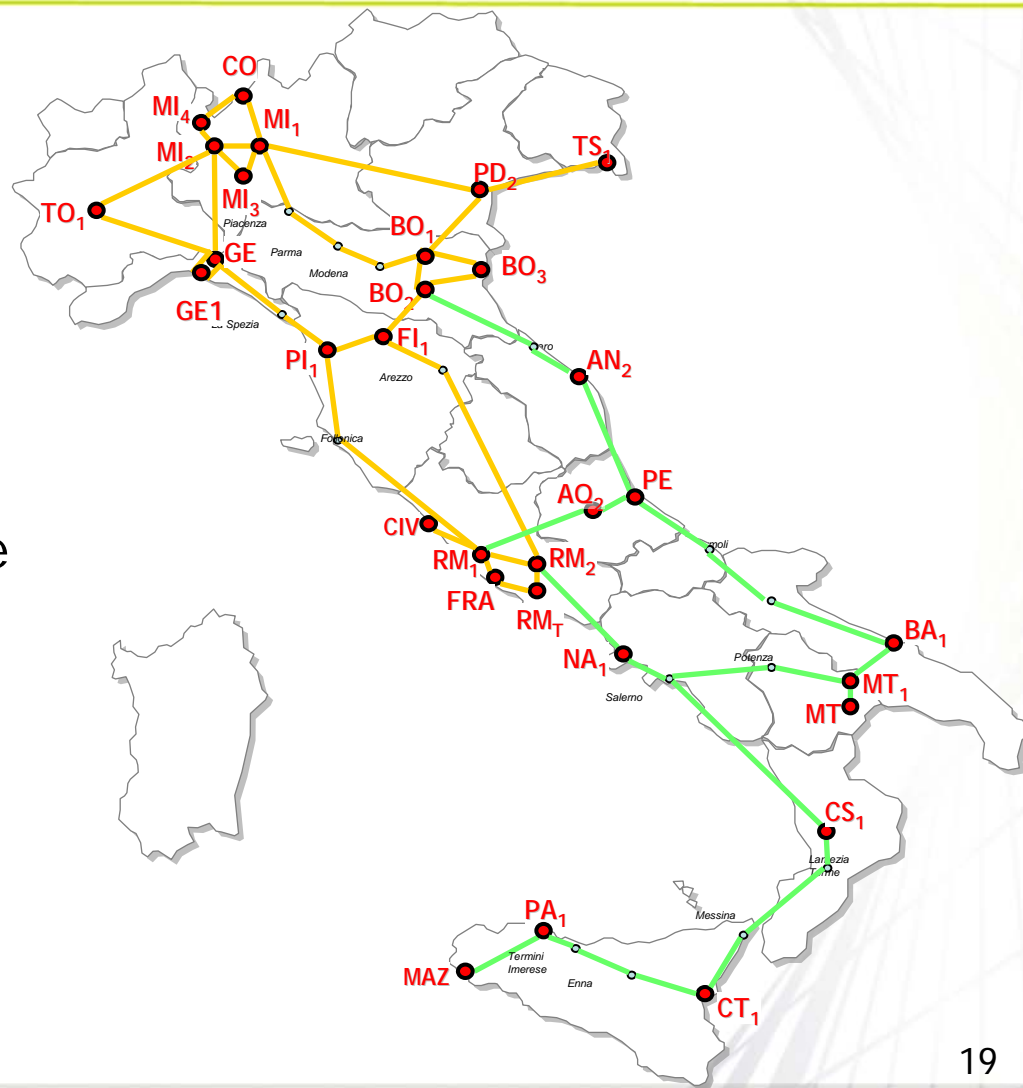 CO
MI4
MI1
MI2
TS1
PD2
MI3
TO1
Piacenza
BO1
Parma
GE
Modena
BO3
BO2
GE1
La Spezia
FI1
PI1
Arezzo
AN2
Follonica
PE
AQ2
CIV
e
RM1
RM2
FRA
RMT
BA1
NA1
Potenza
MT1
Salerno
MT
CS1
Lamezia
Terme
PA1
Messina
Termini
Imerese
MAZ
Enna
CT1
19